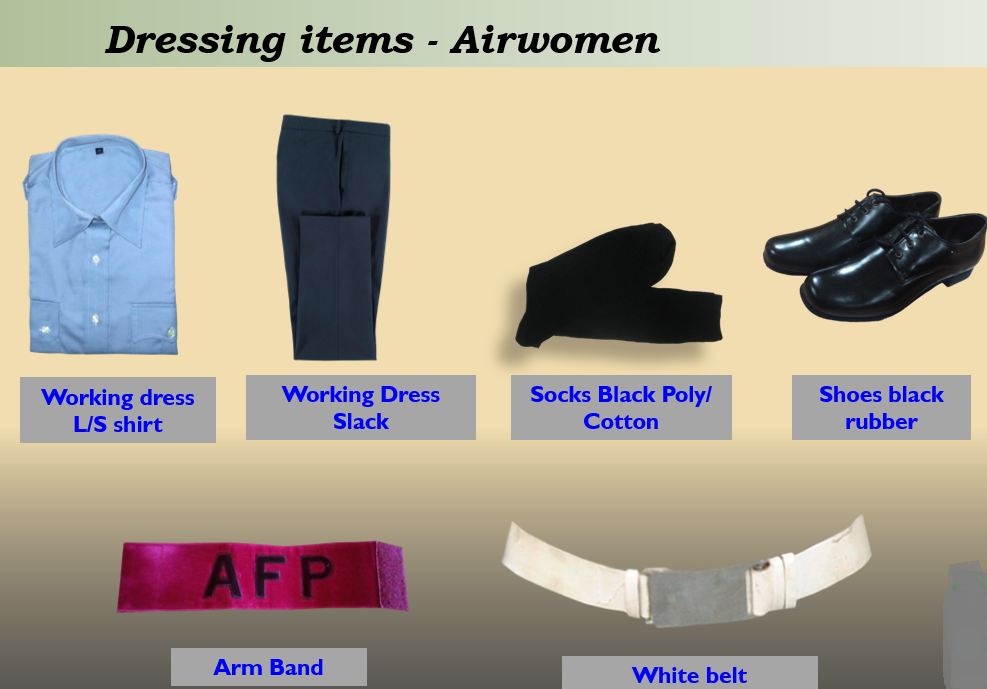 Dressing items - Airwomen
Working dress
L/S shirt
Working Dress
Slack
Socks Black Poly/
Cotton
Shoes black
rubber
AFP
Arm Band
White belt